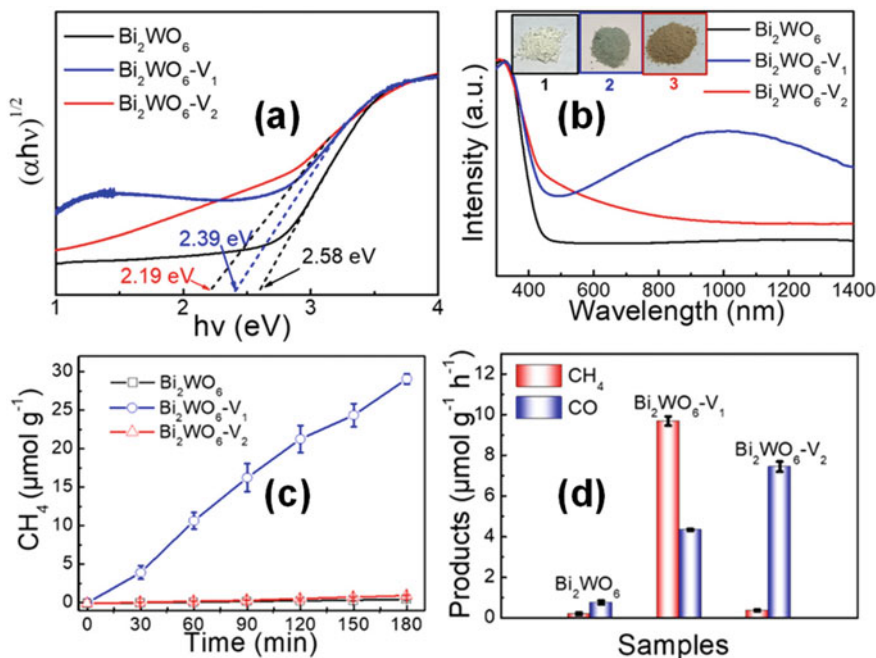 (a)
Bi₂WO₆
Bi₂WO₆-V₁
Bi₂WO₆-V₂
(αhν)¹/²
2.39 eV
2.19 eV
2.58 eV
1 2 3 4
hν (eV)
(b)
1 2 3
Bi₂WO₆
Bi₂WO₆-V₁
Bi₂WO₆-V₂
Intensity (a.u.)
400 600 800 1000 1200 1400
Wavelength (nm)
(c)
Bi₂WO₆
Bi₂WO₆-V₁
Bi₂WO₆-V₂
CH₄ (μmol g⁻¹)
30
25
20
15
10
5
0
0 30 60 90 120 150 180
Time (min)
(d)
CH₄
CO
Bi₂WO₆-V₁
Bi₂WO₆-V₂
Bi₂WO₆
Products (μmol g⁻¹ h⁻¹)
12
10
8
6
4
2
0
Samples